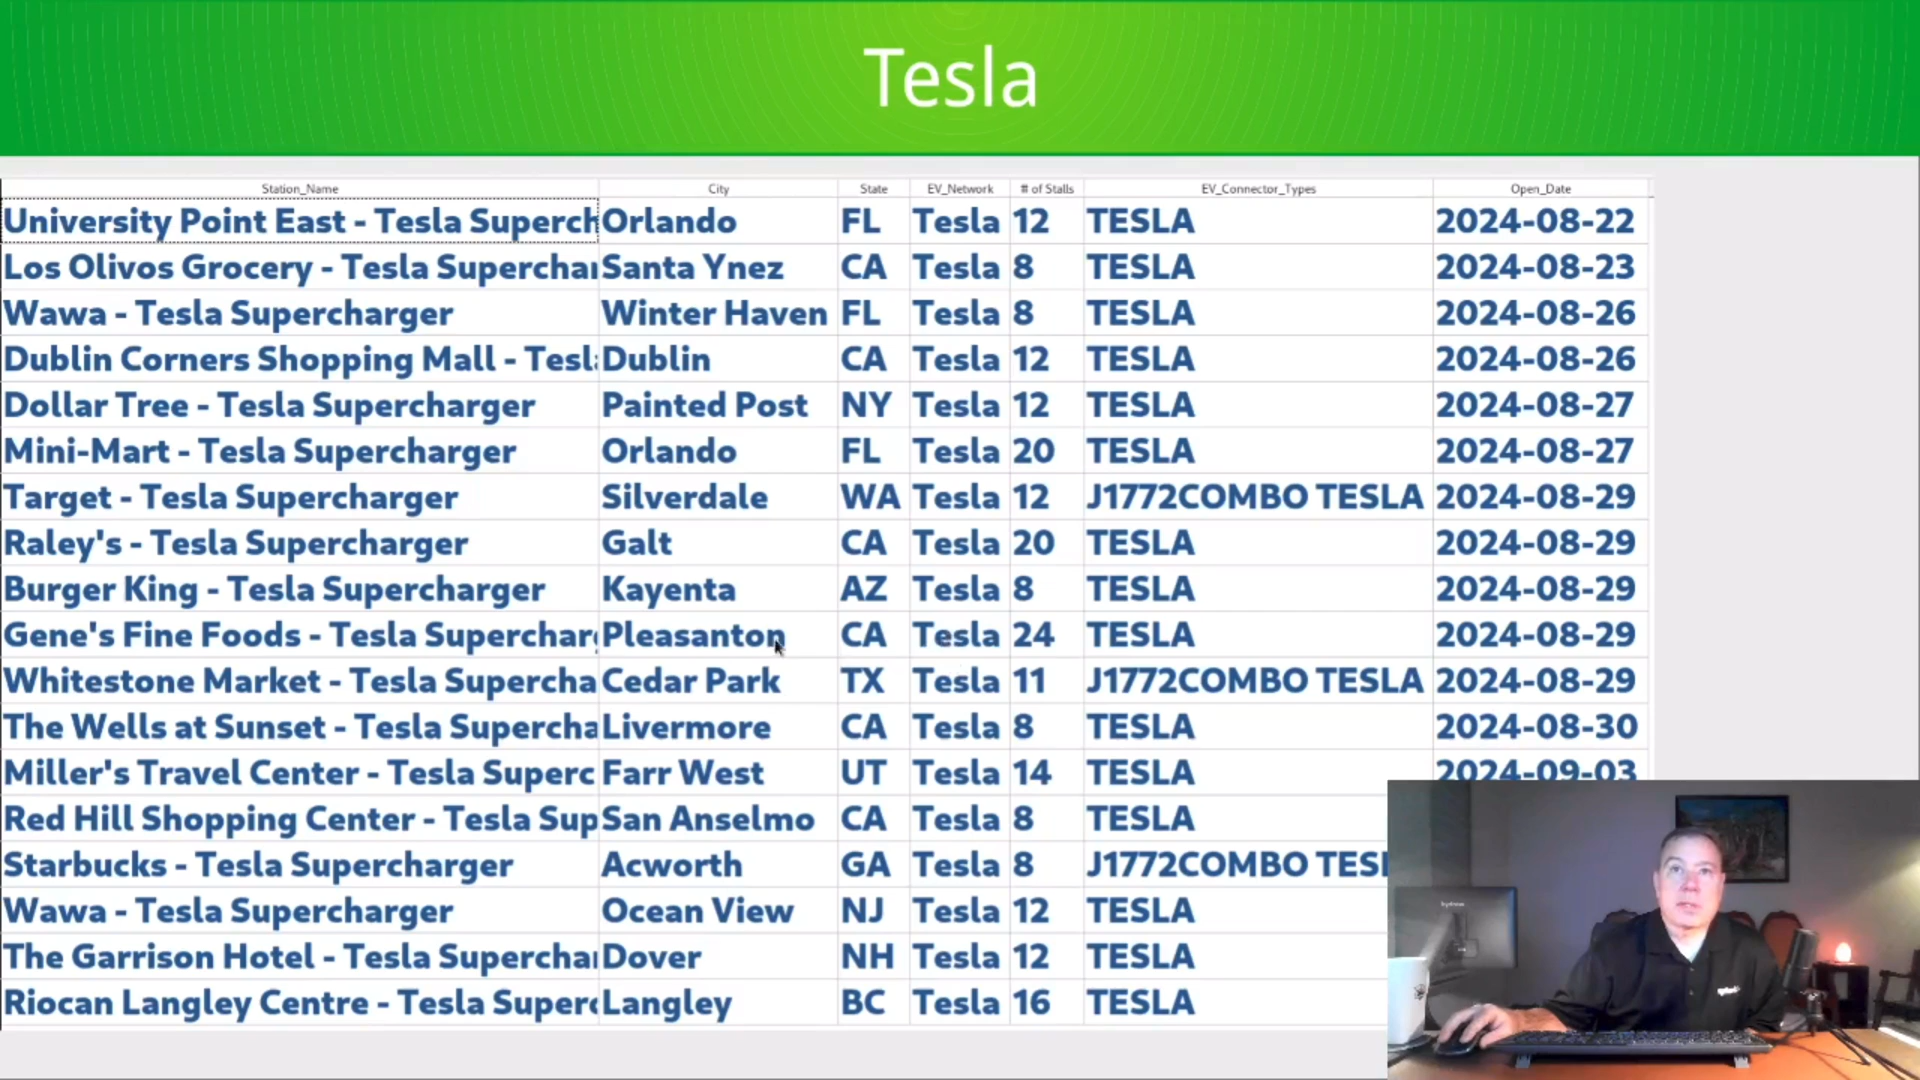 Tesla
Station_Name City State EV_Network # of Stalls EV_Connector_Types Open_Date
University Point East - Tesla Superch Orlando FL Tesla 12 TESLA 2024-08-22
Los Olivos Grocery - Tesla Superchar Santa Ynez CA Tesla 8 TESLA 2024-08-23
Wawa - Tesla Supercharger Winter Haven FL Tesla 8 TESLA 2024-08-26
Dublin Corners Shopping Mall - Tesla Dublin CA Tesla 12 TESLA 2024-08-26
Dollar Tree - Tesla Supercharger Painted Post NY Tesla 12 TESLA 2024-08-27
Mini-Mart - Tesla Supercharger Orlando FL Tesla 20 TESLA 2024-08-27
Target - Tesla Supercharger Silverdale WA Tesla 12 J1772COMBO TESLA 2024-08-29
Raley's - Tesla Supercharger Galt CA Tesla 20 TESLA 2024-08-29
Burger King - Tesla Supercharger Kayenta AZ Tesla 8 TESLA 2024-08-29
Gene's Fine Foods - Tesla Supercharg Pleasanton CA Tesla 24 TESLA 2024-08-29
Whitestone Market - Tesla Supercha Cedar Park TX Tesla 11 J1772COMBO TESLA 2024-08-29
The Wells at Sunset - Tesla Supercha Livermore CA Tesla 8 TESLA 2024-08-30
Miller's Travel Center - Tesla Superc Farr West UT Tesla 14 TESLA 2024-09-03
Red Hill Shopping Center - Tesla Sup San Anselmo CA Tesla 8 TESLA
Starbucks - Tesla Supercharger Acworth GA Tesla 8 J1772COMBO TESL
Wawa - Tesla Supercharger Ocean View NJ Tesla 12 TESLA
The Garrison Hotel - Tesla Superchar Dover NH Tesla 12 TESLA
Riocan Langley Centre - Tesla Superc Langley BC Tesla 16 TESLA